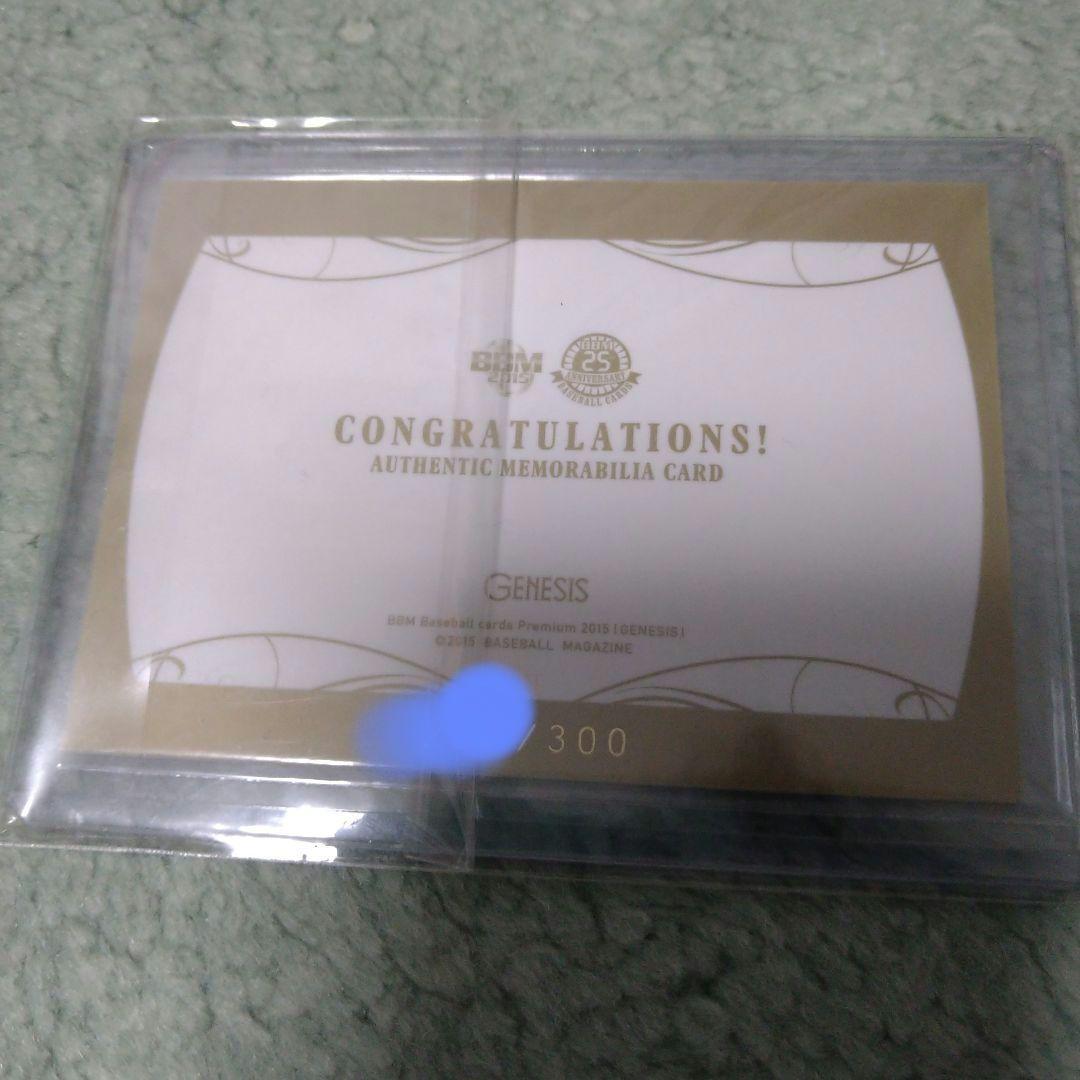 BBM
2015
BBM
25
ANNIVERSARY
BASEBALL CARDS
CONGRATULATIONS!
AUTHENTIC MEMORABILIA CARD
GENESIS
BBM Baseball cards Premium 2015 [GENESIS]
©2015 BASEBALL MAGAZINE
/300